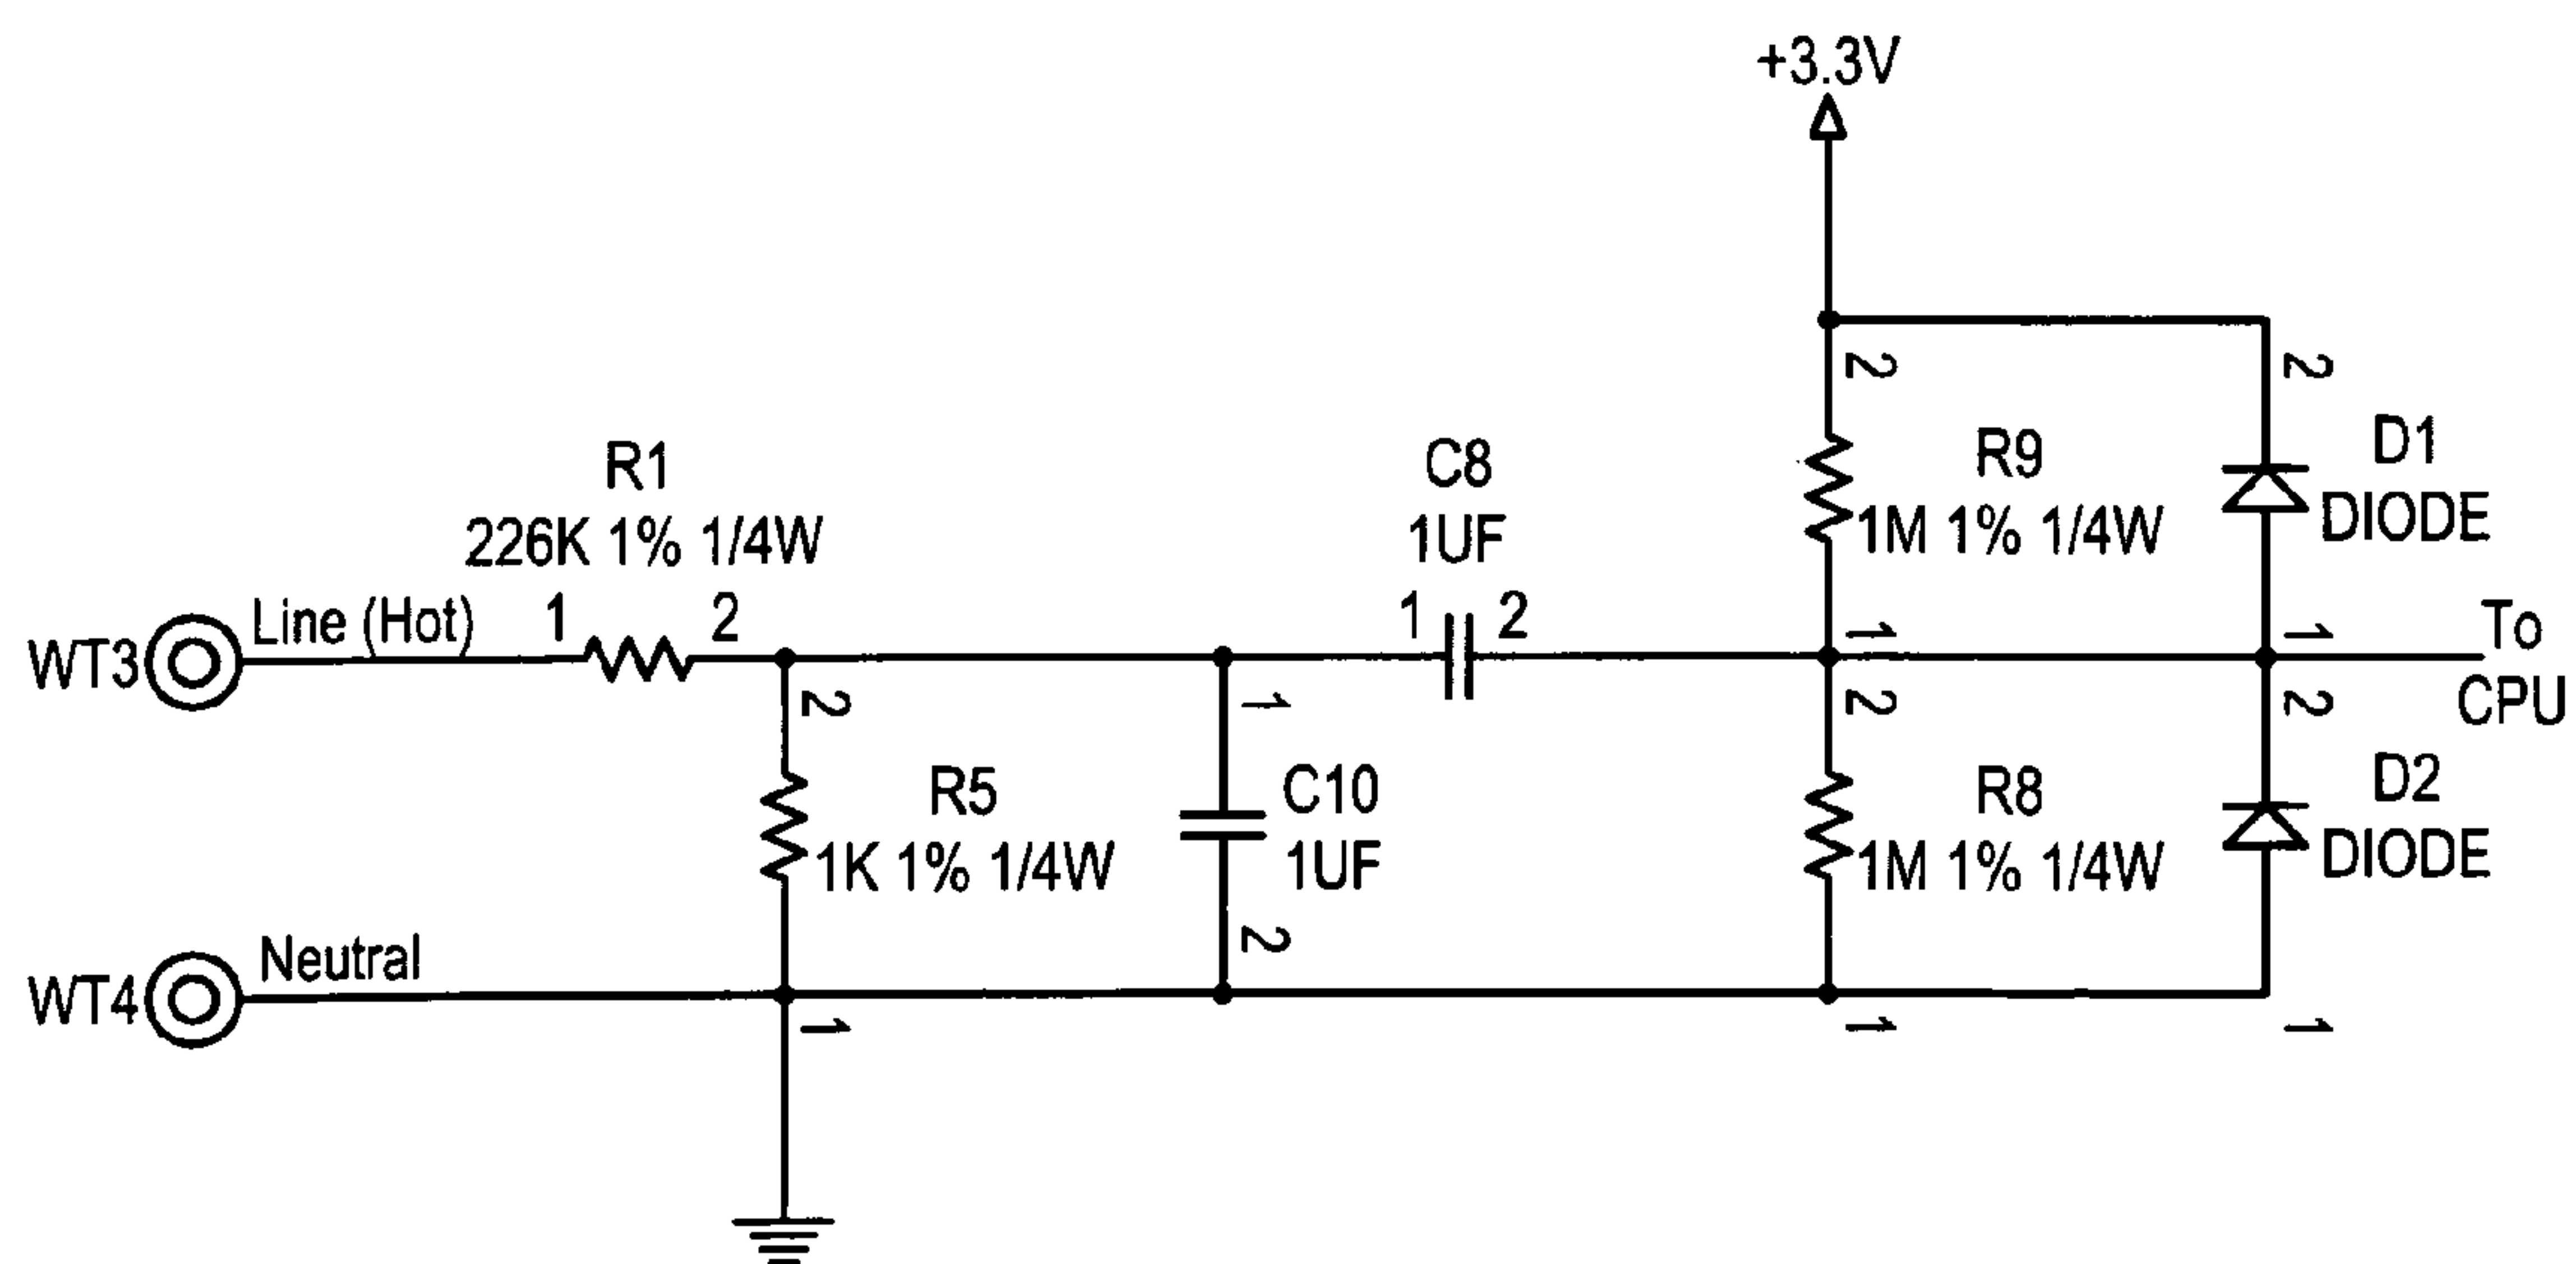 +3.3V
2
2
R1
226K 1% 1/4W
C8
1UF
R9
1M 1% 1/4W
D1
DIODE
WT3
Line (Hot)
1
2
1
2
1
1
To
CPU
2
1
2
2
R5
1K 1% 1/4W
C10
1UF
R8
1M 1% 1/4W
D2
DIODE
WT4
Neutral
2
1
1
1